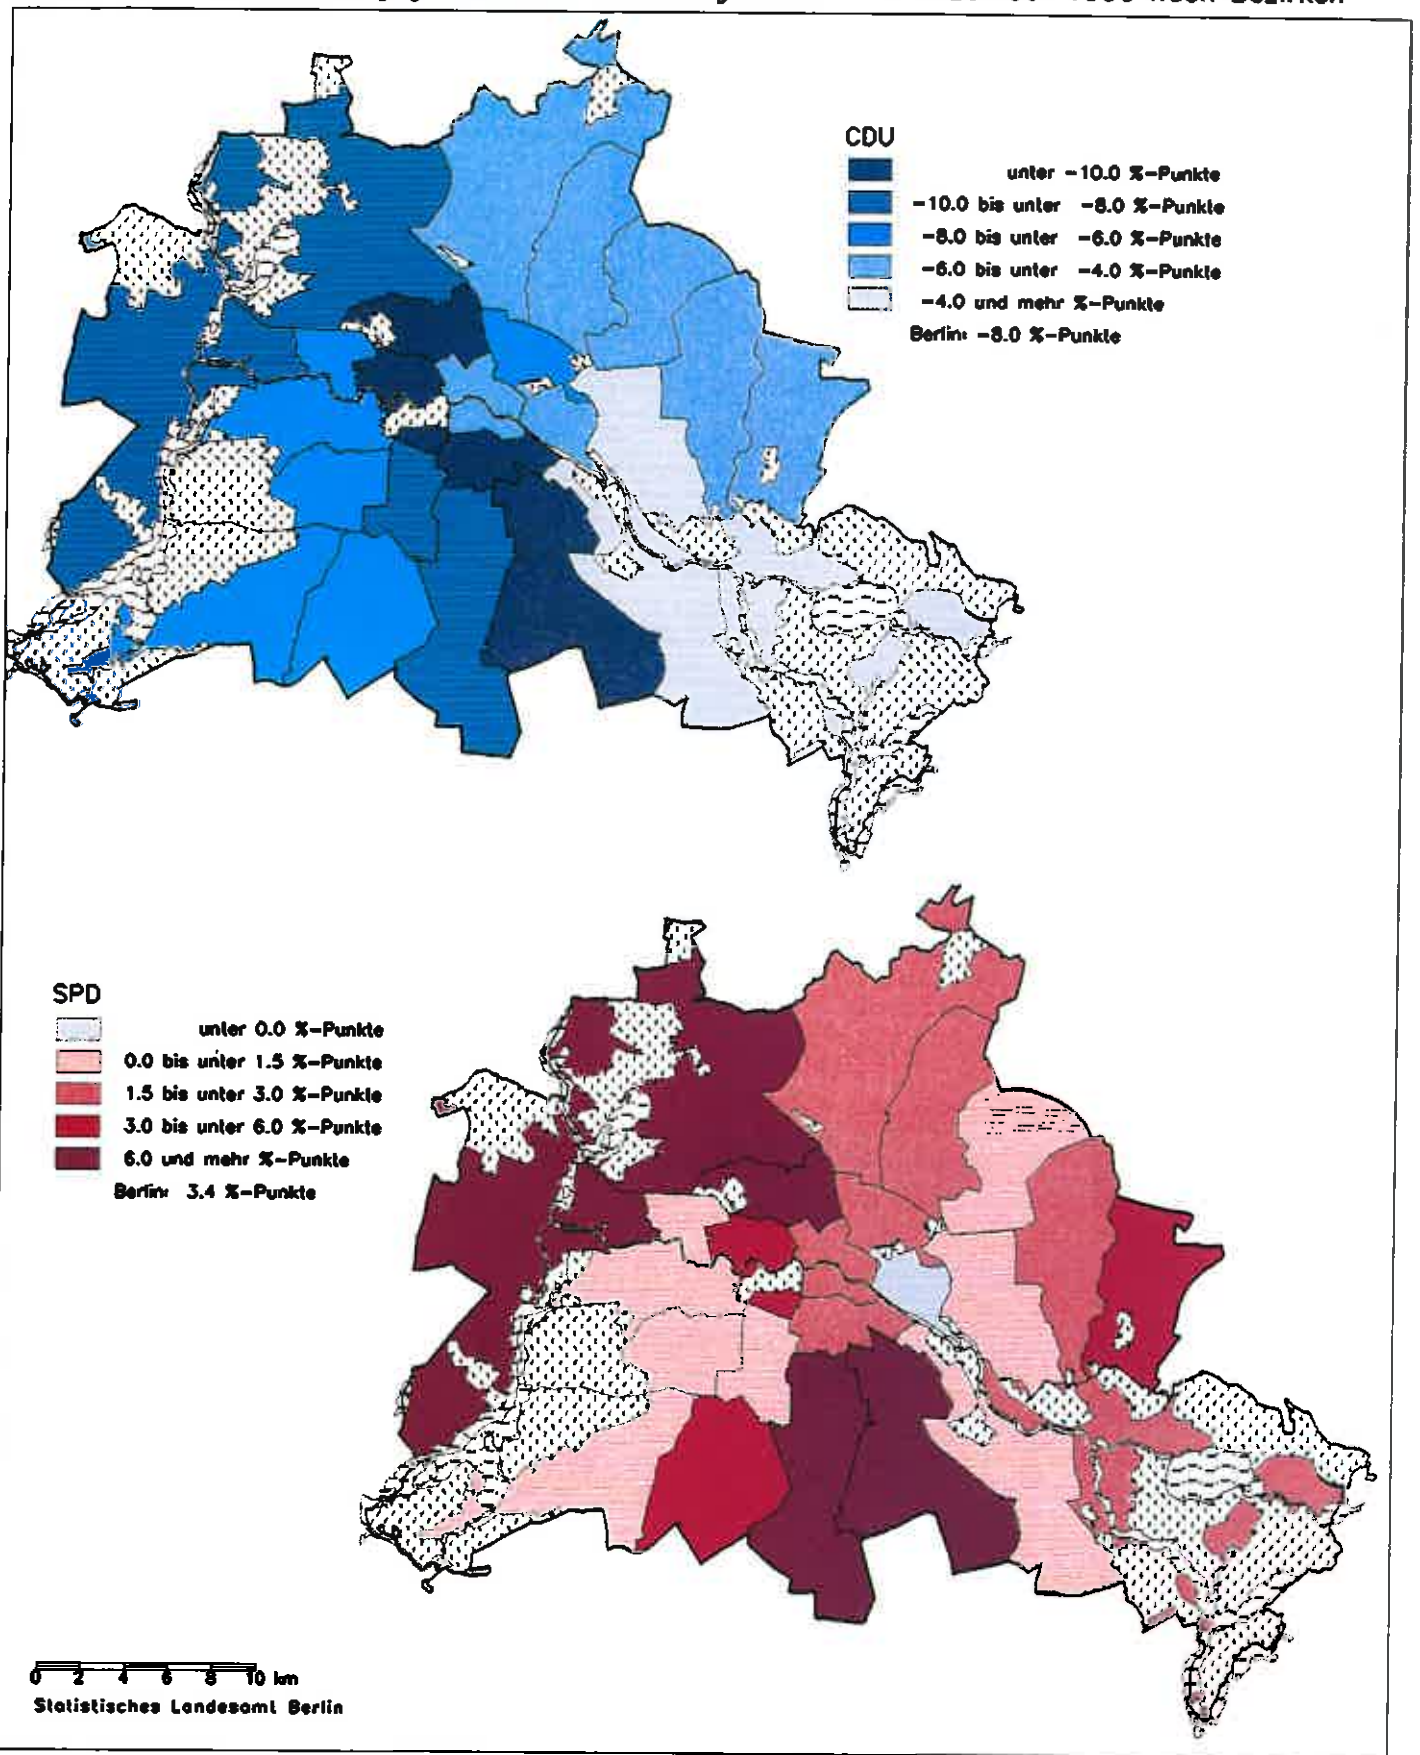 nach Bezirken
CDU
unter -10.0 %-Punkte
-10.0 bis unter -8.0 %-Punkte
-8.0 bis unter -6.0 %-Punkte
-6.0 bis unter -4.0 %-Punkte
-4.0 und mehr %-Punkte
Berlin: -8.0 %-Punkte
SPD
unter 0.0 %-Punkte
0.0 bis unter 1.5 %-Punkte
1.5 bis unter 3.0 %-Punkte
3.0 bis unter 6.0 %-Punkte
6.0 und mehr %-Punkte
Berlin: 3.4 %-Punkte
0 2 4 6 8 10 km
Statistisches Landesamt Berlin